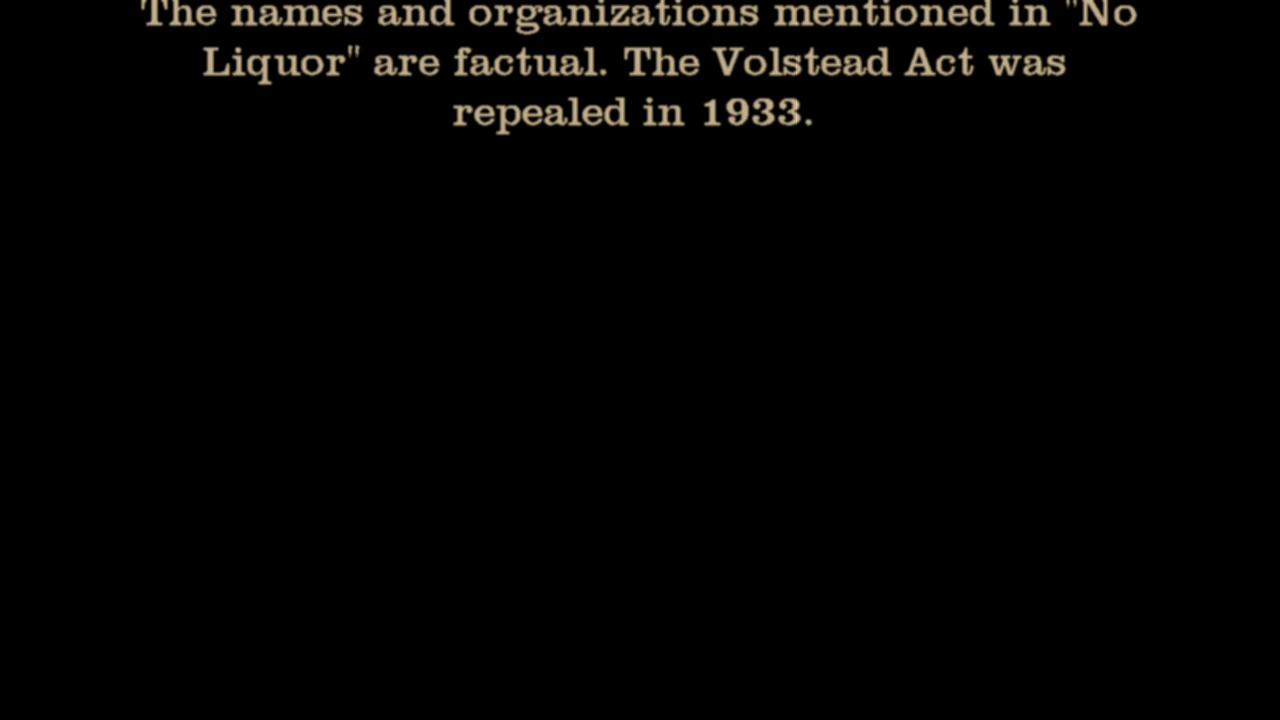 The names and organizations mentioned in "No
Liquor" are factual. The Volstead Act was
repealed in 1933.